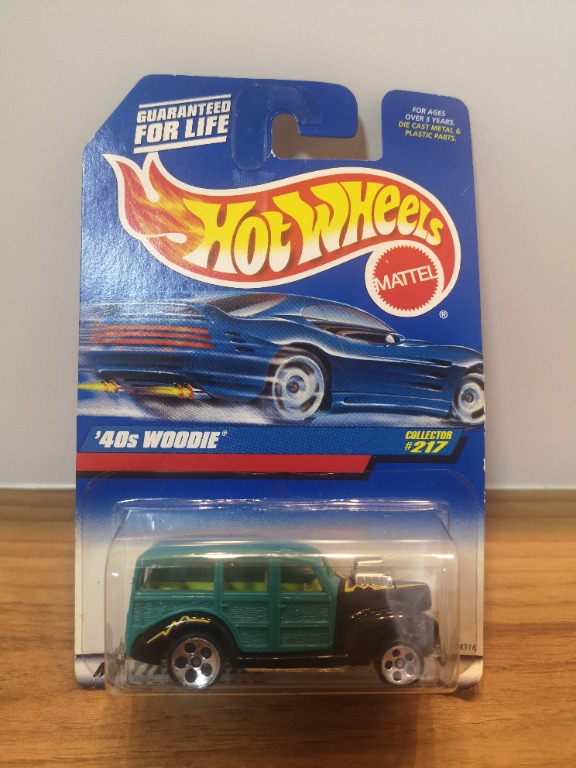 GUARANTEED
FOR LIFE
FOR AGES
OVER 3 YEARS.
DIE CAST METAL &
PLASTIC PARTS.
HOT WHEELS
MATTEL
®
'40s WOODIE®
COLLECTOR
#217